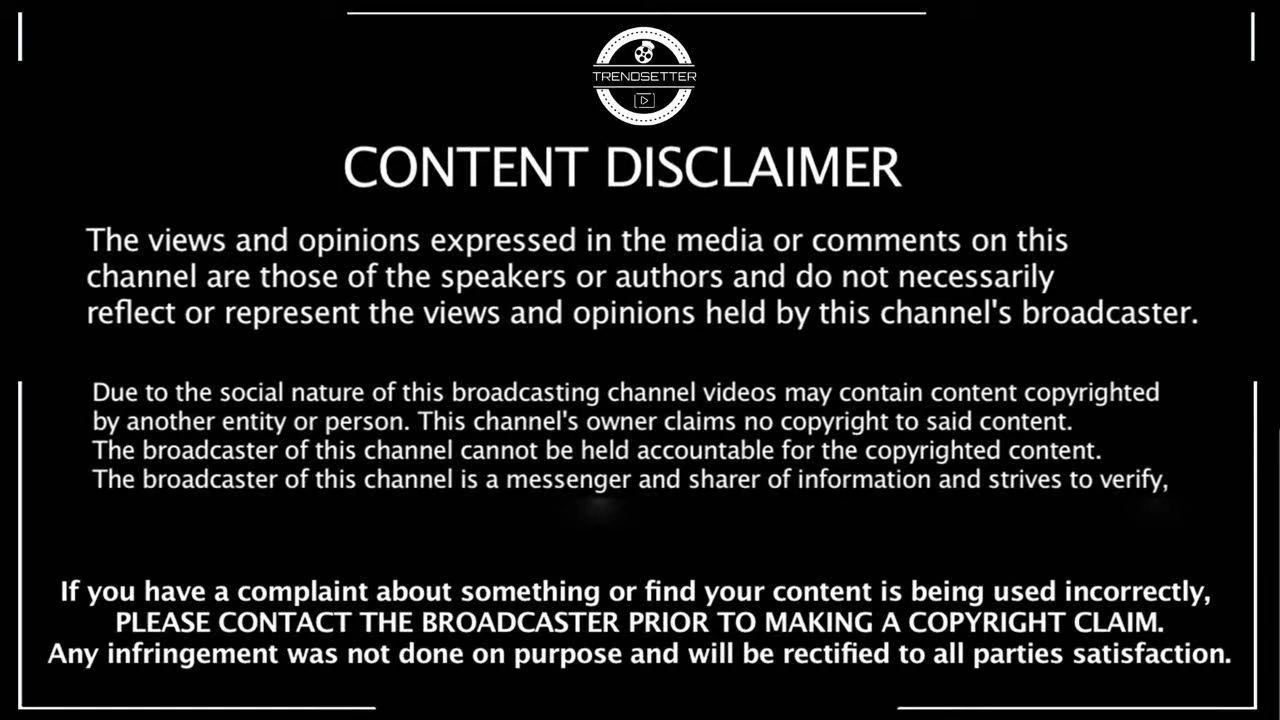 TRENDSETTER
CONTENT DISCLAIMER
The views and opinions expressed in the media or comments on this
channel are those of the speakers or authors and do not necessarily
reflect or represent the views and opinions held by this channel's broadcaster.
Due to the social nature of this broadcasting channel videos may contain content copyrighted
by another entity or person. This channel's owner claims no copyright to said content.
The broadcaster of this channel cannot be held accountable for the copyrighted content.
The broadcaster of this channel is a messenger and sharer of information and strives to verify,
If you have a complaint about something or find your content is being used incorrectly,
PLEASE CONTACT THE BROADCASTER PRIOR TO MAKING A COPYRIGHT CLAIM.
Any infringement was not done on purpose and will be rectified to all parties satisfaction.